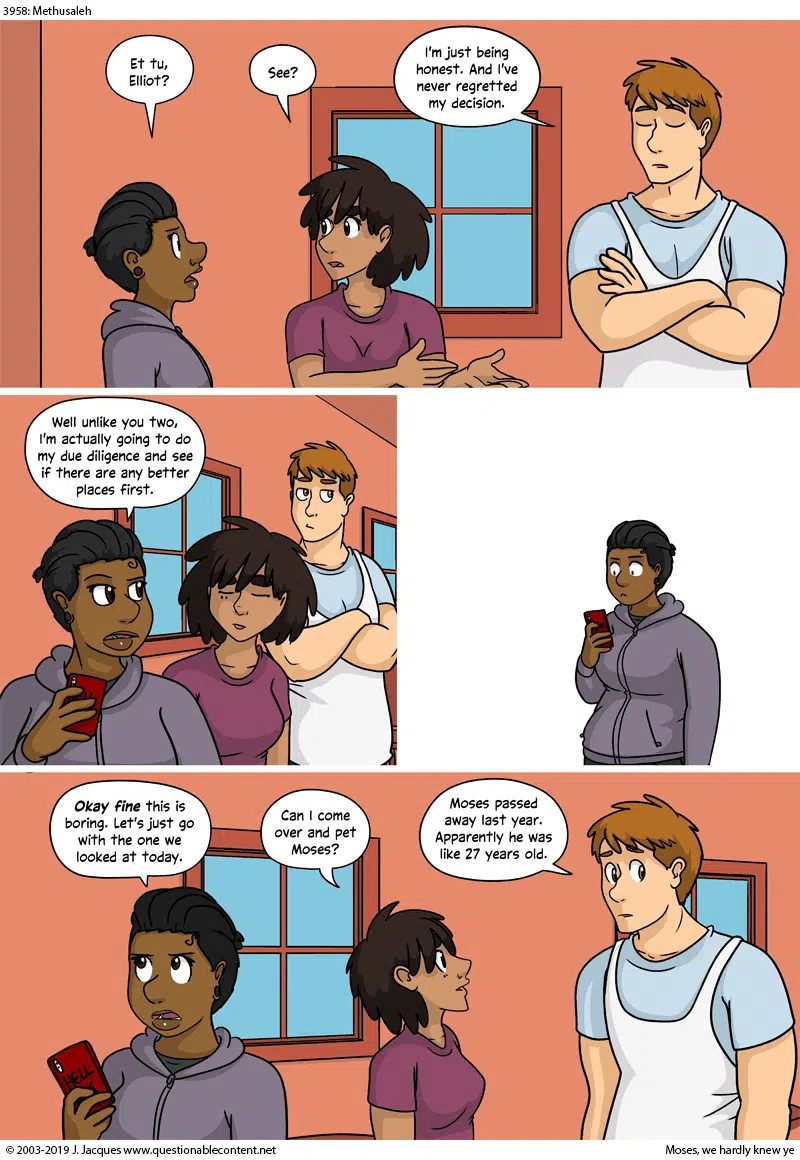 3958: Methusaleh
Et tu,
Elliot?
See?
I'm just being
honest. And I've
never regretted
my decision.
Well unlike you two,
I'm actually going to do
my due diligence and see
if there are any better
places first.
Okay fine this is
boring. Let's just go
with the one we
looked at today.
Can I come
over and pet
Moses?
Moses passed
away last year.
Apparently he was
like 27 years old.
HELL
© 2003-2019 J. Jacques www.questionablecontent.net
Moses, we hardly knew ye